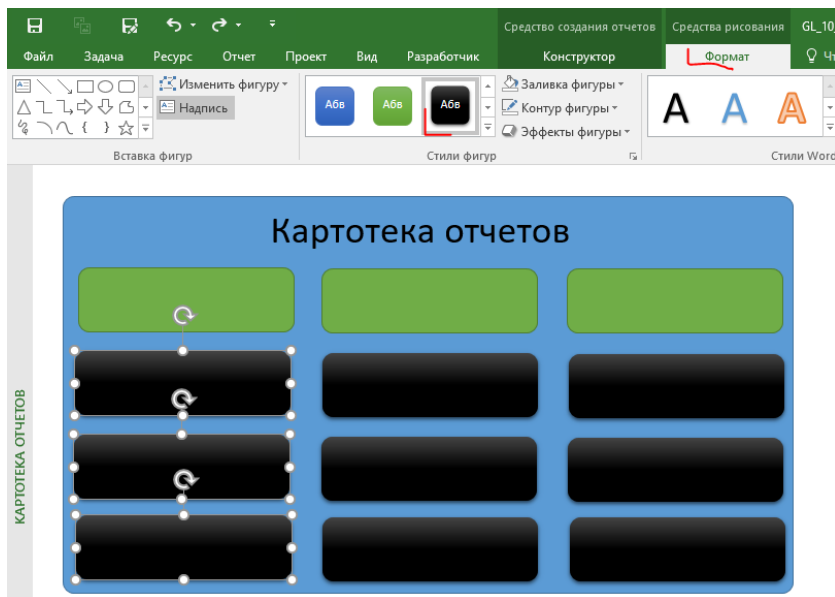 Средство создания отчетов Средства рисования GL_10
Файл Задача Ресурс Отчет Проект Вид Разработчик Конструктор Формат
Изменить фигуру
Надпись
Вставка фигур
Абв Абв Абв
Стили фигур
Заливка фигуры
Контур фигуры
Эффекты фигуры
А А А
Стили Word
Картотека отчетов
КАРТОТЕКА ОТЧЕТОВ